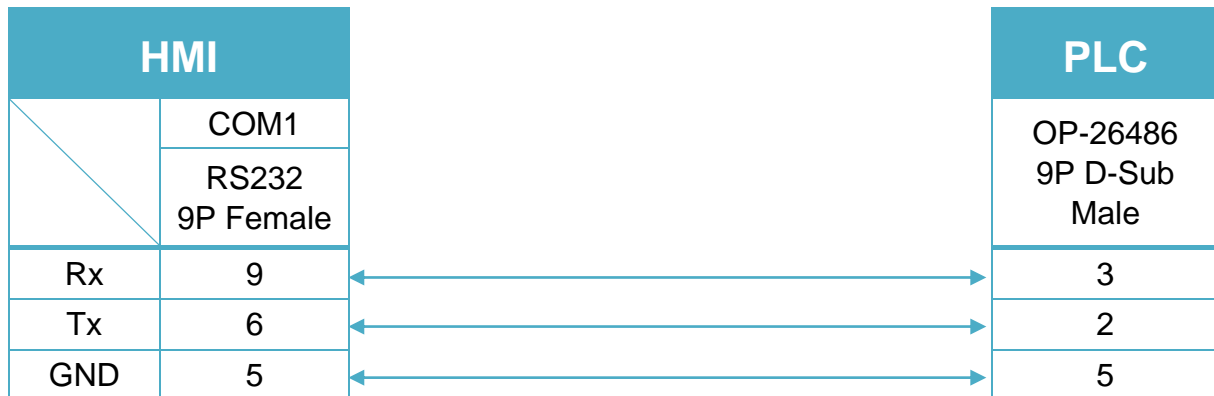 HMI
PLC
COM1
RS232
9P Female
OP-26486
9P D-Sub
Male
Rx 9 3
Tx 6 2
GND 5 5